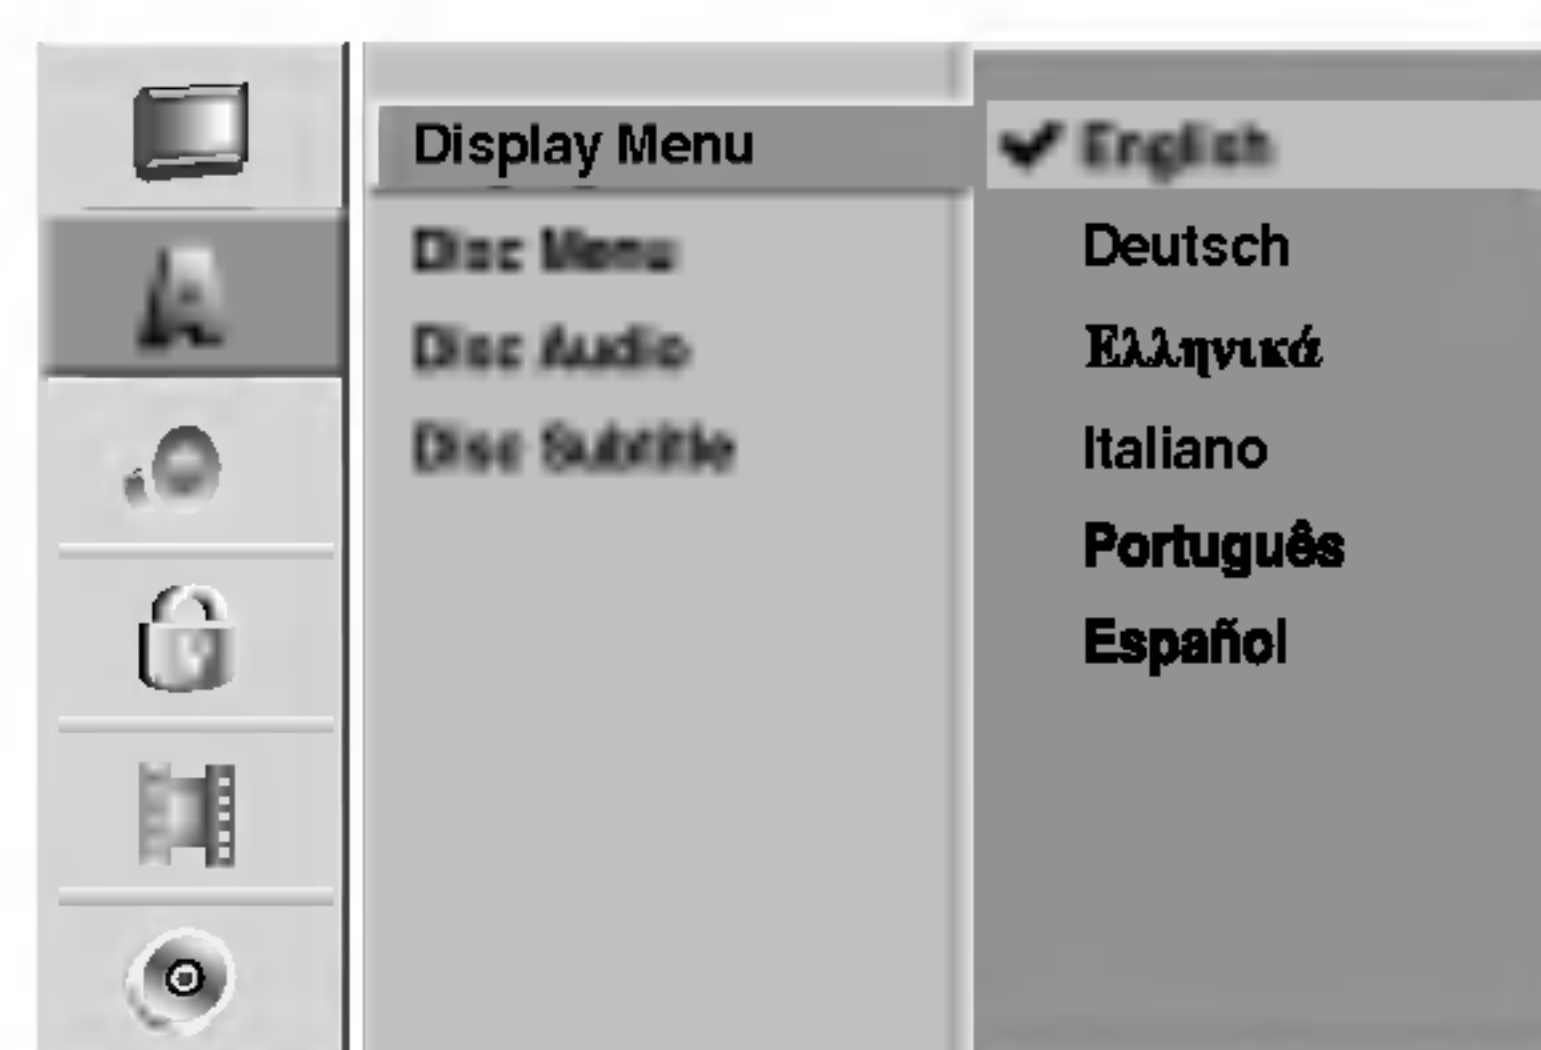 Display Menu
Disc Menu
Disc Audio
Disc Subtitle
English
Deutsch
Ελληνικά
Italiano
Português
Español